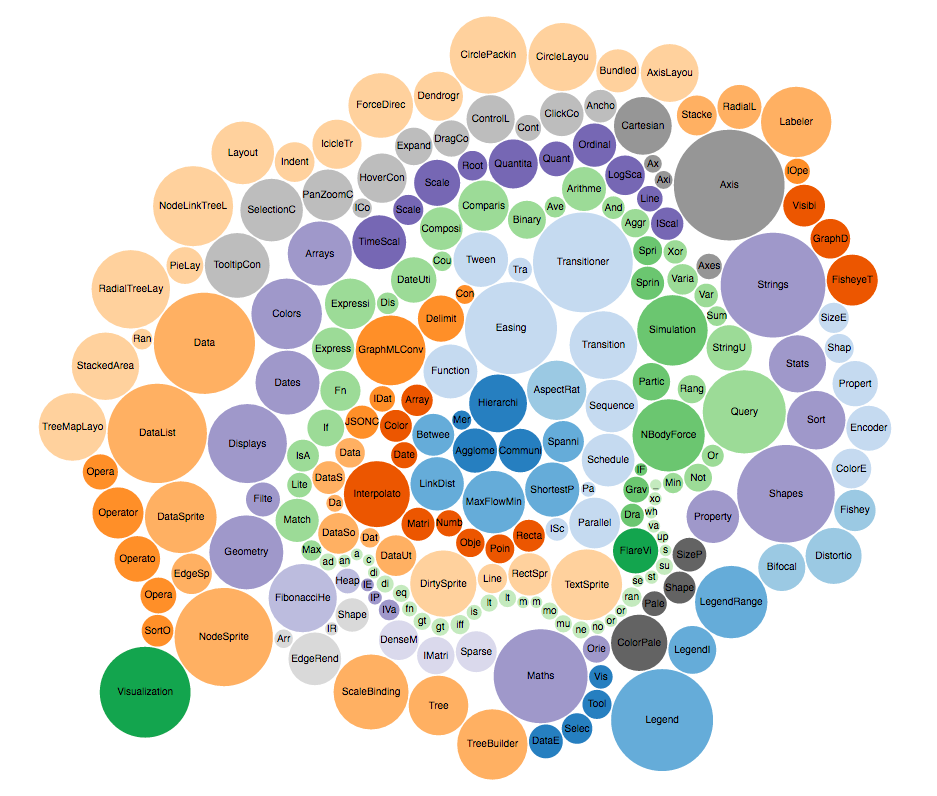 CirclePackin
CircleLayou
Bundled
AxisLayou
Dendrogr
ForceDirec
ControlL
ClickCo
Ancho
Cartesian
Stacke
RadialL
Labeler
Cont
DragCo
Expand
IcicleTr
Indent
Layout
Ordinal
Quant
Quantita
Root
Ax
Axi
LogSca
IOpe
HoverCon
Scale
Axis
PanZoomC
Arithme
Line
NodeLinkTreeL
SelectionC
ICo
Scale
Comparis
Ave
And
Visibi
Binary
Aggr
IScal
Composi
TimeScal
GraphD
Arrays
Spri
Xor
PieLay
TooltipCon
Cou
Tween
Tra
Transitioner
Axes
DateUti
Sprin
Varia
Strings
FisheyeT
RadialTreeLay
Expressi
Dis
Con
Var
Colors
Delimit
Sum
SizeE
Easing
Simulation
Ran
Data
Express
GraphMLConv
Transition
StringU
Shap
StackedArea
Function
Stats
Dates
Fn
AspectRat
Partic
Rang
Propert
IDat
Array
Hierarchi
Sequence
Query
Mer
TreeMapLayo
DataList
JSONC
Color
If
Betwee
Sort
Encoder
Displays
NBodyForce
Spanni
IsA
Data
Date
Agglome
Communi
Or
Schedule
Opera
IF
ColorE
DataS
Lite
LinkDist
ShortestP
Pa
Grav
_
Min
Not
Interpolato
Shapes
Filte
Da
MaxFlowMin
xo
Operator
DataSprite
Match
Matri
Numb
ISc
Parallel
Dra
wh
Property
Fishey
va
DataSo
Dat
Obje
Poin
Recta
up
Max
Geometry
FlareVi
s
SizeP
Operato
ad
an
a
c
DataUt
Distorto
Bifocal
su
EdgeSp
di
Heap
IE
di
DirtySprite
Line
RectSpr
TextSprite
se
st
Shape
Opera
FibonacciHe
IP
eq
ran
Pale
LegendRange
IVa
fn
is
lt
lt
m
m
mo
or
Shape
gt
gt
iff
mu
ne
no
or
SortO
IR
NodeSprite
Arr
DenseM
IMatri
Sparse
Orie
ColorPale
LegendI
EdgeRend
Visualization
Maths
Vis
ScaleBinding
Tree
Tool
Legend
Selec
TreeBuilder
DataE